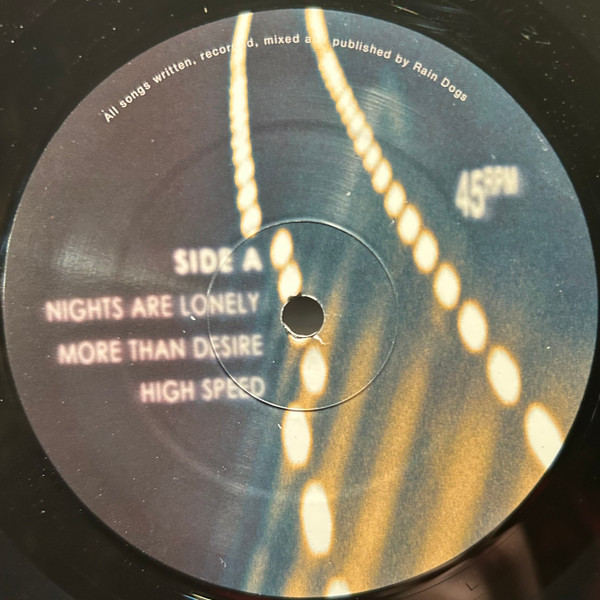 All songs written, recorded, mixed and published by Rain Dogs
45RPM
SIDE A
NIGHTS ARE LONELY
MORE THAN DESIRE
HIGH SPEED